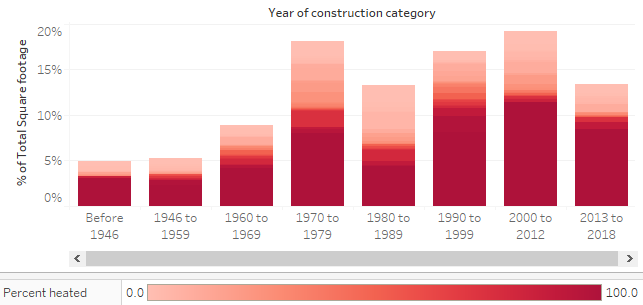 Year of construction category
% of Total Square footage
20%
15%
10%
5%
0%
Before 1946
1946 to 1959
1960 to 1969
1970 to 1979
1980 to 1989
1990 to 1999
2000 to 2012
2013 to 2018
Percent heated
0.0
100.0